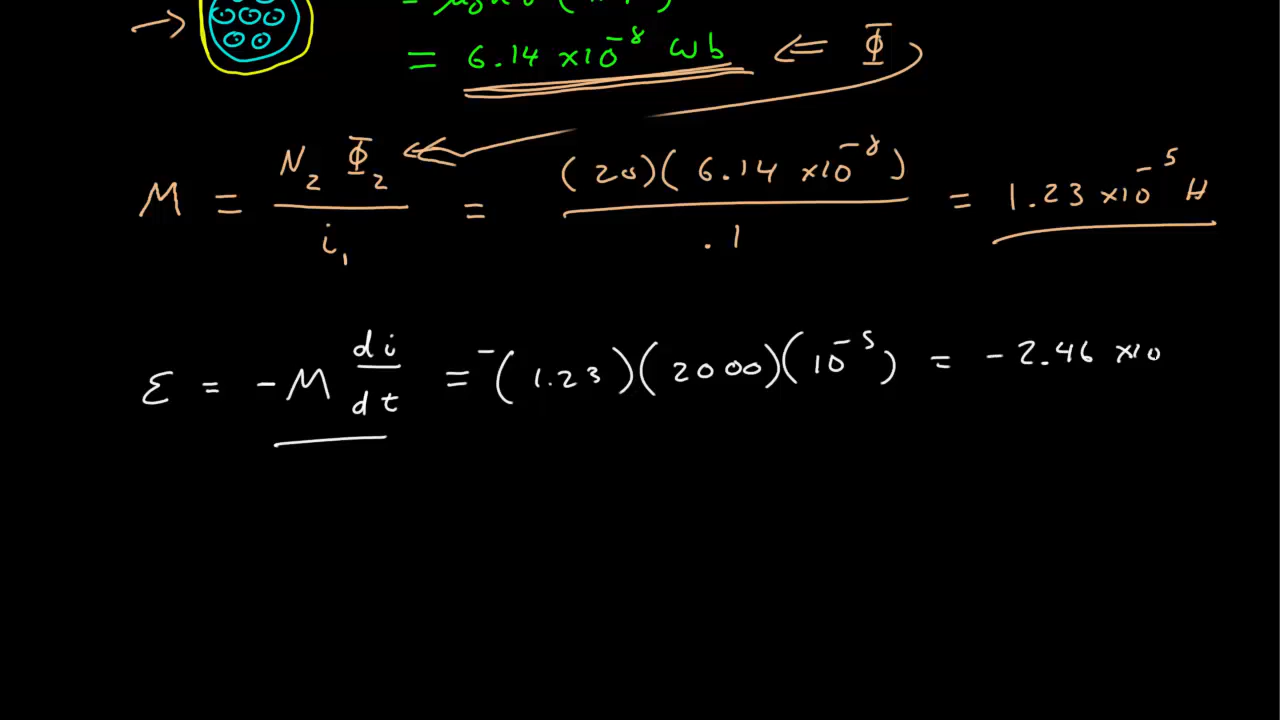 = 6.14 x10^-8 Wb ⇐ Φ
M = N₂ Φ₂ / i₁ = (20)(6.14 x10^-8) / .1 = 1.23 x10^-5 H
ε = -M di/dt = -(1.23)(2000)(10^-5) = -2.46 x10